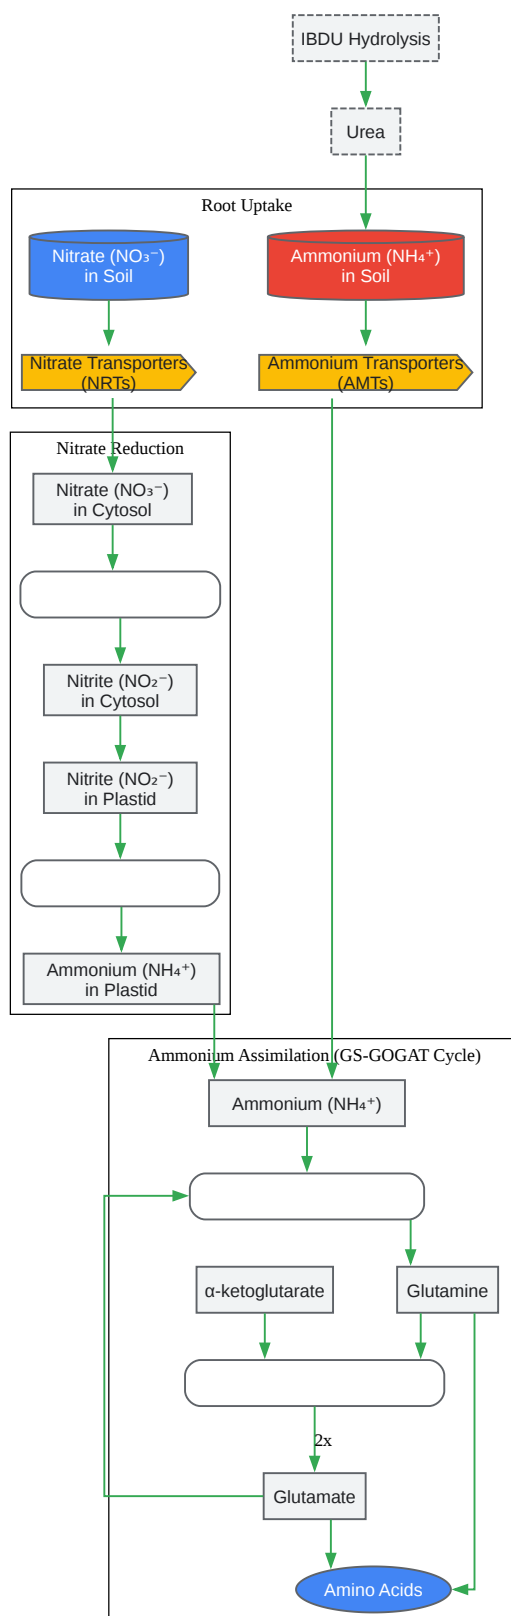 IBDU Hydrolysis
Urea
Root Uptake
Nitrate (NO₃⁻)
in Soil
Ammonium (NH₄⁺)
in Soil
Nitrate Transporters
(NRTs)
Ammonium Transporters
(AMTs)
Nitrate Reduction
Nitrate (NO₃⁻)
in Cytosol
Nitrite (NO₂⁻)
in Cytosol
Nitrite (NO₂⁻)
in Plastid
Ammonium (NH₄⁺)
in Plastid
Ammonium Assimilation (GS-GOGAT Cycle)
Ammonium (NH₄⁺)
α-ketoglutarate
Glutamine
2x
Glutamate
Amino Acids